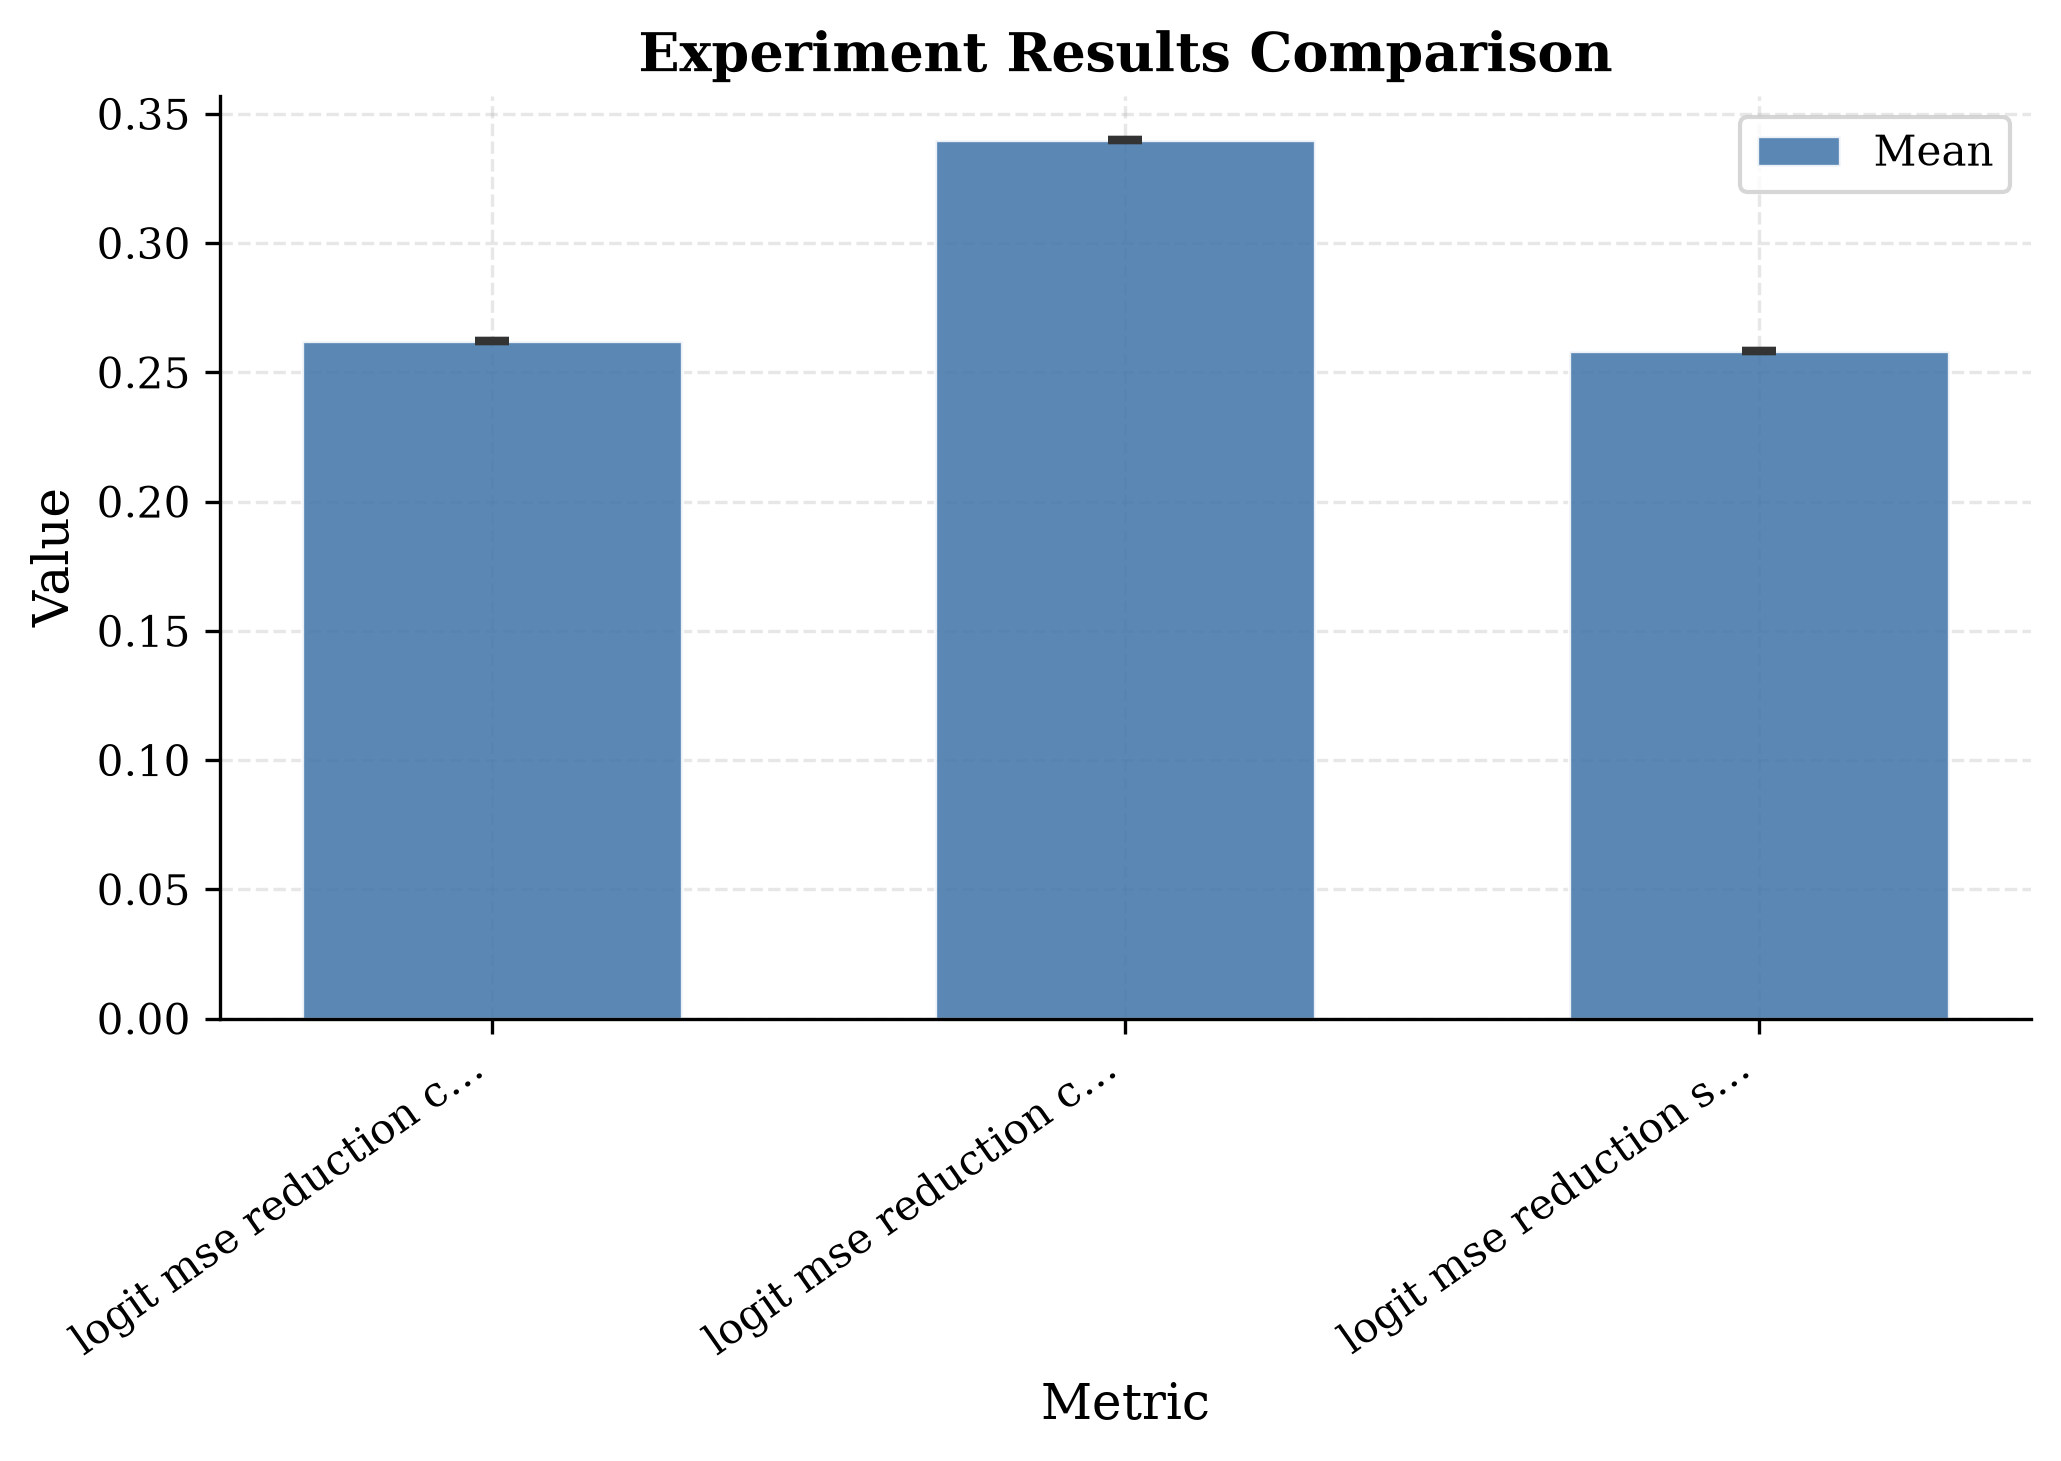 Experiment Results Comparison
Mean
Value
0.35
0.30
0.25
0.20
0.15
0.10
0.05
0.00
logit mse reduction c...
logit mse reduction c...
logit mse reduction s...
Metric